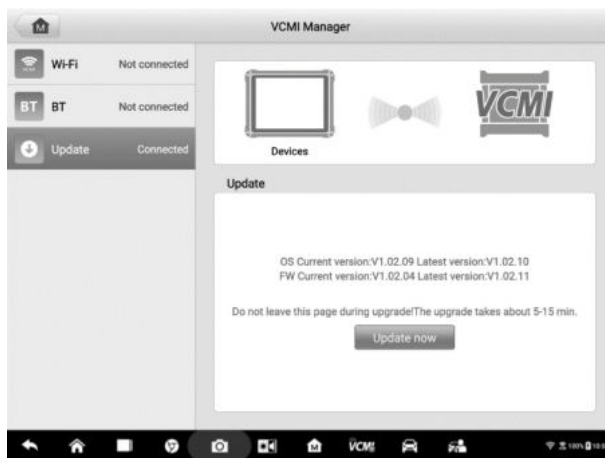 VCMI Manager
Wi-Fi Not connected
BT BT Not connected
Update Connected
VCMI
Devices
Update
OS Current version:V1.02.09 Latest version:V1.02.10
FW Current version:V1.02.04 Latest version:V1.02.11
Do not leave this page during upgrade!The upgrade takes about 5-15 min.
Update now
VCMI
100%